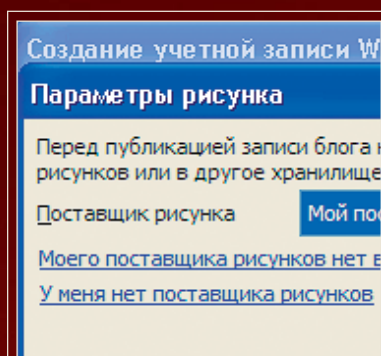 Создание учетной записи W
Параметры рисунка
Перед публикацией записи блога
рисунков или в другое хранилище
Поставщик рисунка Мой пос
Моего поставщика рисунков нет в
У меня нет поставщика рисунков